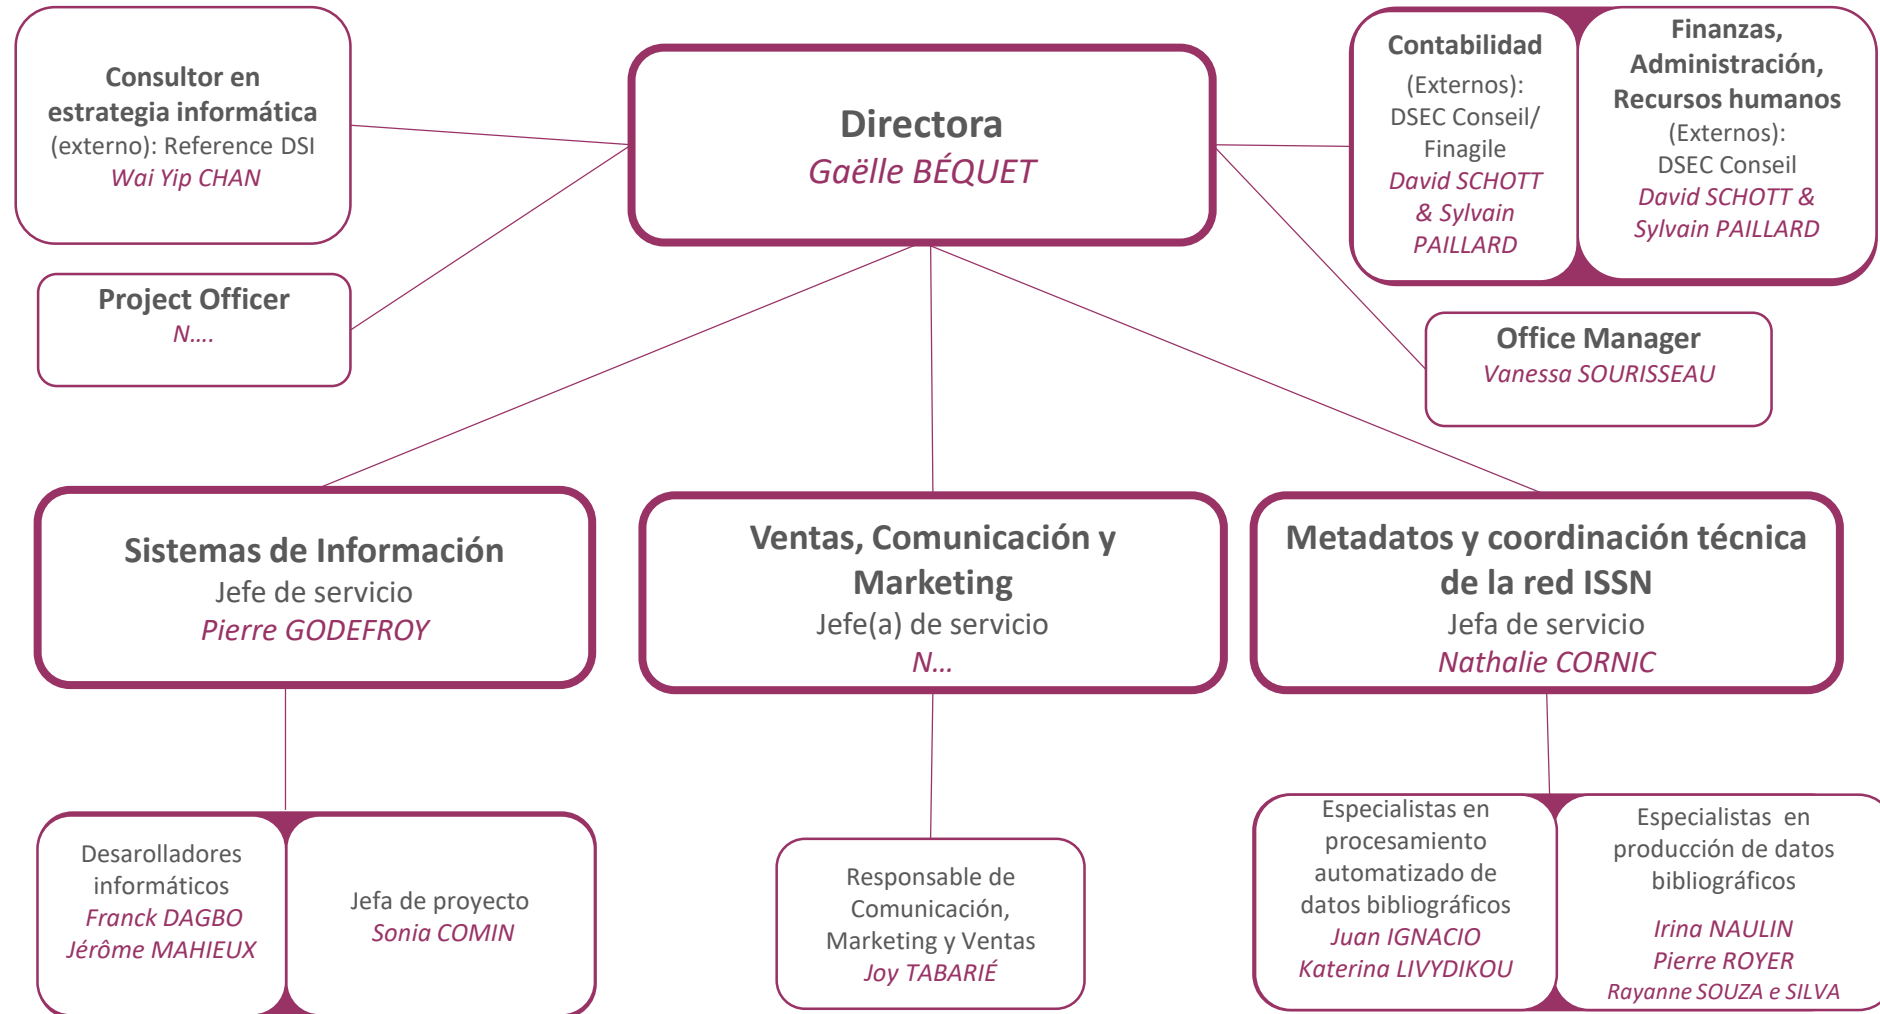 Consultor en
estrategia informática
(externo): Reference DSI
Wai Yip CHAN
Directora
Gaëlle BÉQUET
Contabilidad
(Externos):
DSEC Conseil/
Finagile
David SCHOTT
& Sylvain
PAILLARD
Finanzas,
Administración,
Recursos humanos
(Externos):
DSEC Conseil
David SCHOTT &
Sylvain PAILLARD
Project Officer
N....
Office Manager
Vanessa SOURISSEAU
Sistemas de Información
Jefe de servicio
Pierre GODEFROY
Ventas, Comunicación y
Marketing
Jefe(a) de servicio
N...
Metadatos y coordinación técnica
de la red ISSN
Jefa de servicio
Nathalie CORNIC
Desarolladores
informáticos
Franck DAGBO
Jérôme MAHIEUX
Jefa de proyecto
Sonia COMIN
Responsable de
Comunicación,
Marketing y Ventas
Joy TABARIÉ
Especialistas en
procesamiento
automatizado de
datos bibliográficos
Juan IGNACIO
Katerina LIVYDIKOU
Especialistas en
producción de datos
bibliográficos
Irina NAULIN
Pierre ROYER
Rayanne SOUZA e SILVA